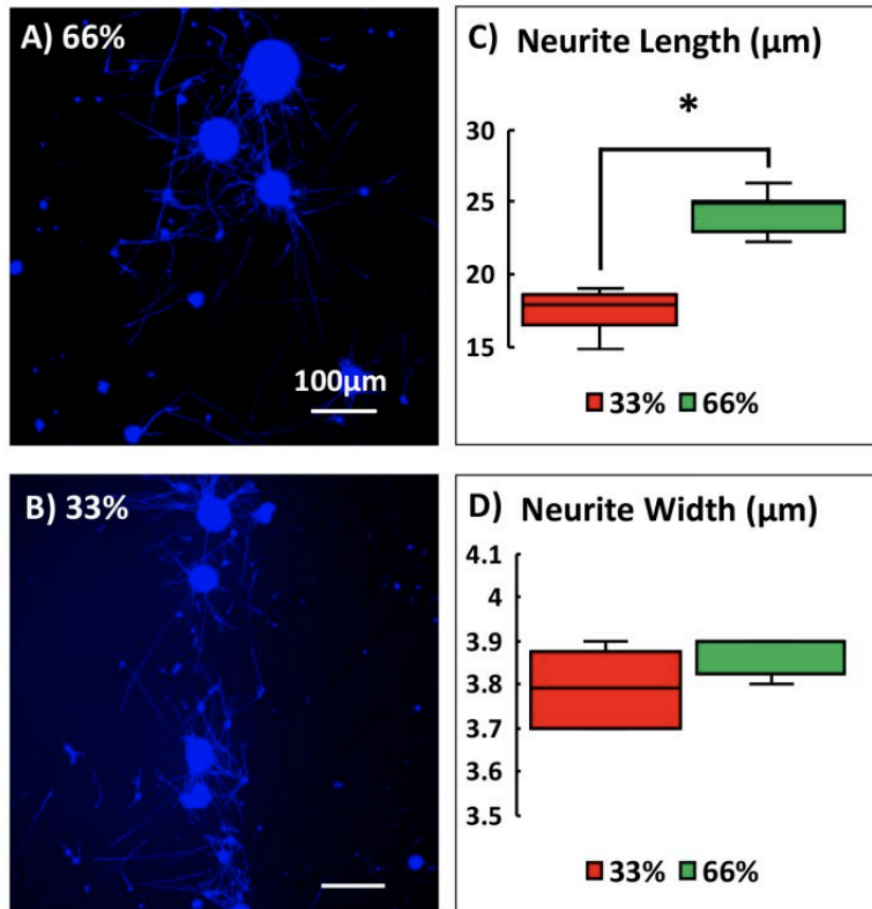 A) 66%
100μm
B) 33%
C) Neurite Length (μm)
*
30
25
20
15
33% 66%
D) Neurite Width (μm)
4.1
4
3.9
3.8
3.7
3.6
3.5
33% 66%